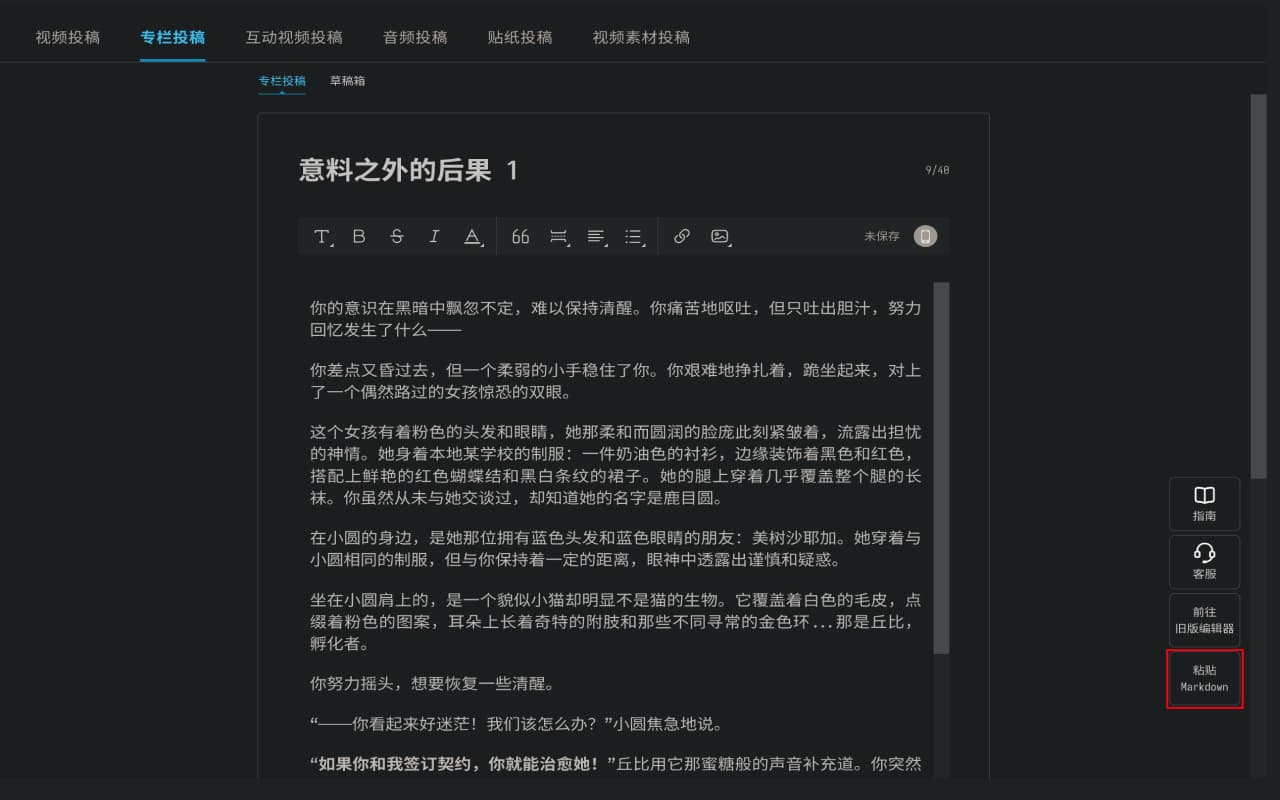 视频投稿 专栏投稿 互动视频投稿 音频投稿 贴纸投稿 视频素材投稿
专栏投稿 草稿箱
意料之外的后果 1
9/40
未保存
你的意识在黑暗中飘忽不定，难以保持清醒。你痛苦地呕吐，但只吐出胆汁，努力
回忆发生了什么——
你差点又昏过去，但一个柔弱的小手稳住了你。你艰难地挣扎着，跪坐起来，对上
了一个偶然路过的女孩惊恐的双眼。
这个女孩有着粉色的头发和眼睛，她那柔和而圆润的脸庞此刻紧皱着，流露出担忧
的神情。她身着本地某学校的制服：一件奶油色的衬衫，边缘装饰着黑色和红色，
搭配上鲜艳的红色蝴蝶结和黑白条纹的裙子。她的腿上穿着几乎覆盖整个腿的长
袜。你虽然从未与她交谈过，却知道她的名字是鹿目圆。
在小圆的身边，是她那位拥有蓝色头发和蓝色眼睛的朋友：美树沙耶加。她穿着与
小圆相同的制服，但与你保持着一定的距离，眼神中透露出谨慎和疑惑。
坐在小圆肩上的，是一个貌似小猫却明显不是猫的生物。它覆盖着白色的毛皮，点
缀着粉色的图案，耳朵上长着奇特的附肢和那些不同寻常的金色环...那是丘比，
孵化者。
你努力摇头，想要恢复一些清醒。
“——你看起来好迷茫！我们该怎么办？”小圆焦急地说。
“如果你和我签订契约，你就能治愈她！”丘比用它那蜜糖般的声音补充道。你突然
指南
客服
前往
旧版编辑器
粘贴
Markdown